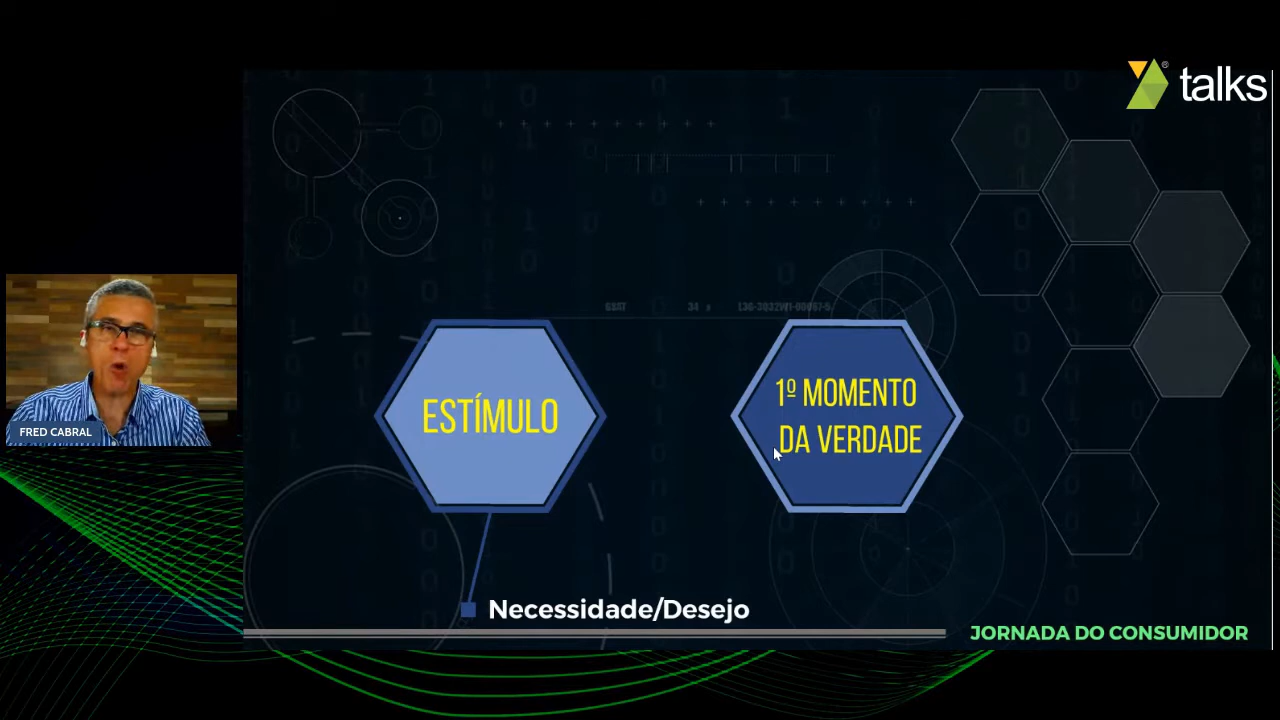 talks
ESTÍMULO
1º MOMENTO
DA VERDADE
FRED CABRAL
Necessidade/Desejo
JORNADA DO CONSUMIDOR